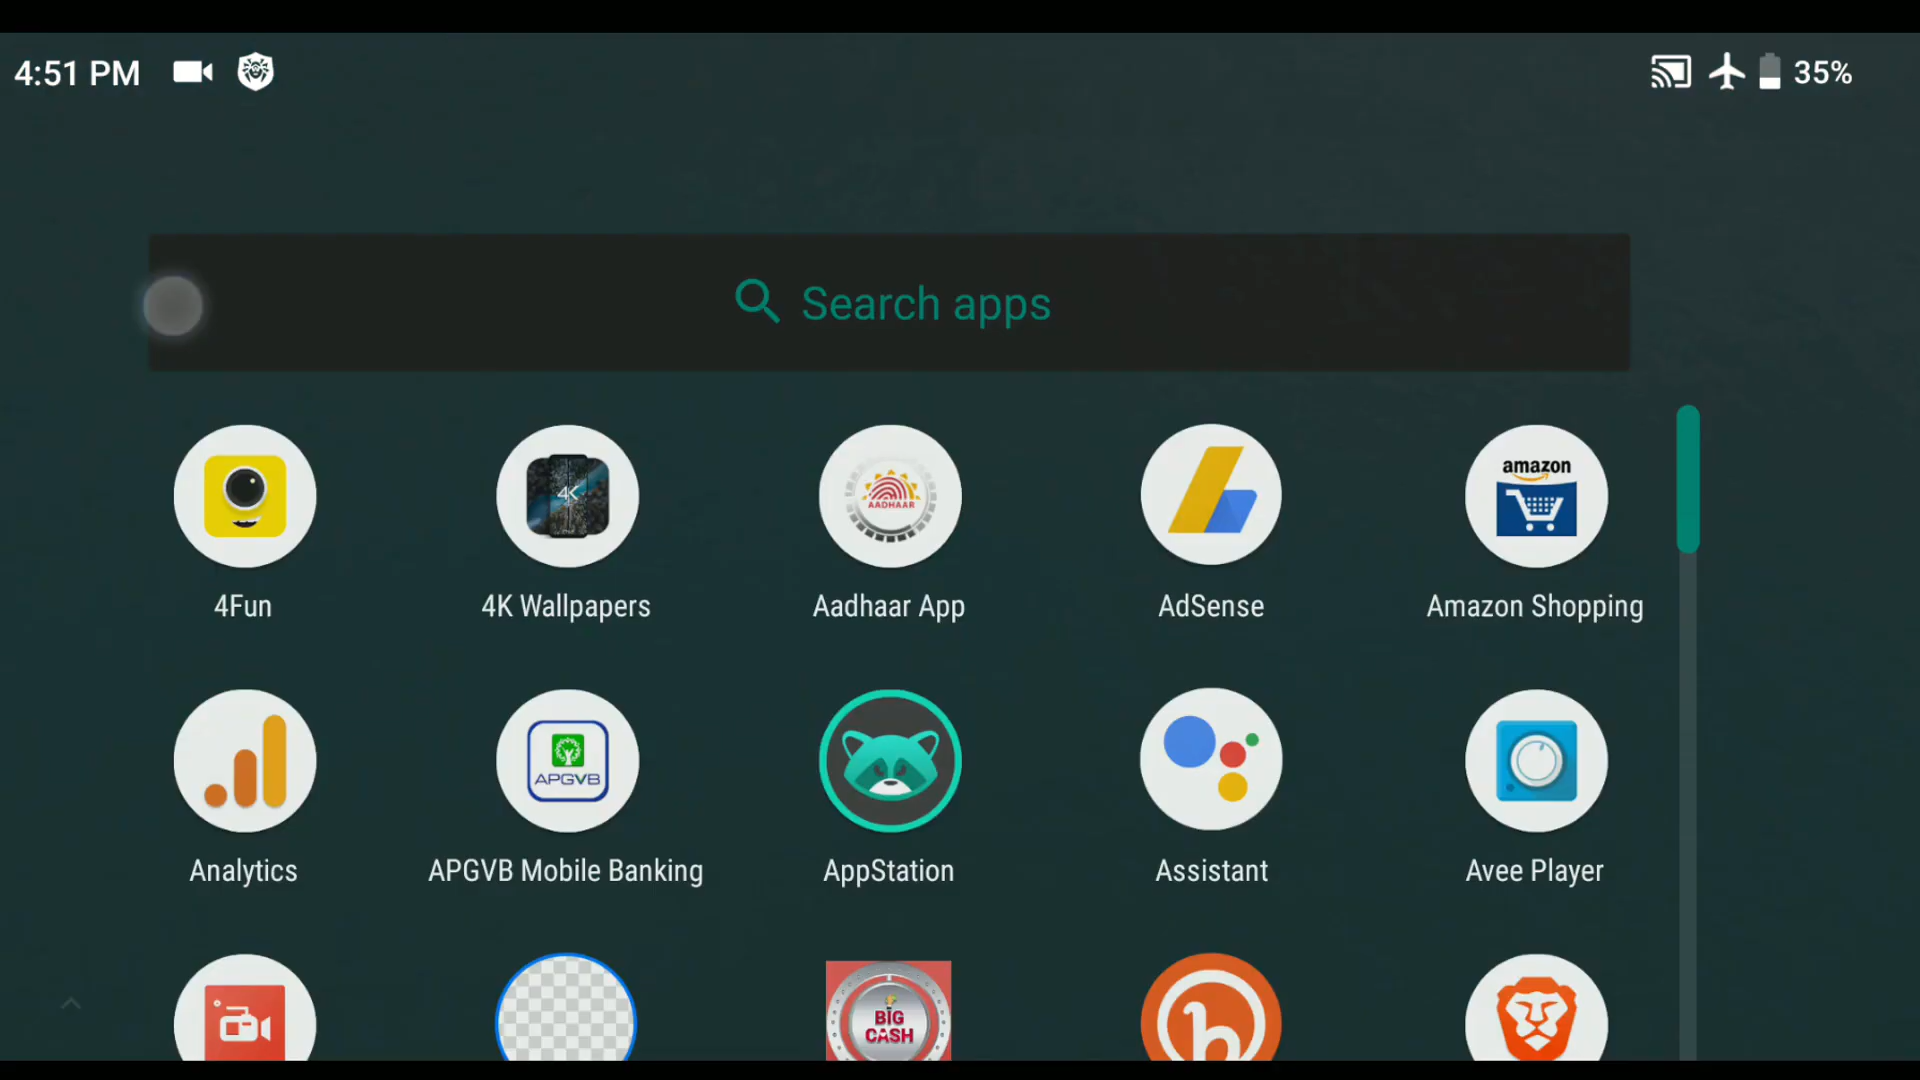 4:51 PM 35%
Search apps
4K AADHAAR amazon
4Fun 4K Wallpapers Aadhaar App AdSense Amazon Shopping
APGVB
Analytics APGVB Mobile Banking AppStation Assistant Avee Player
BIG
CASH